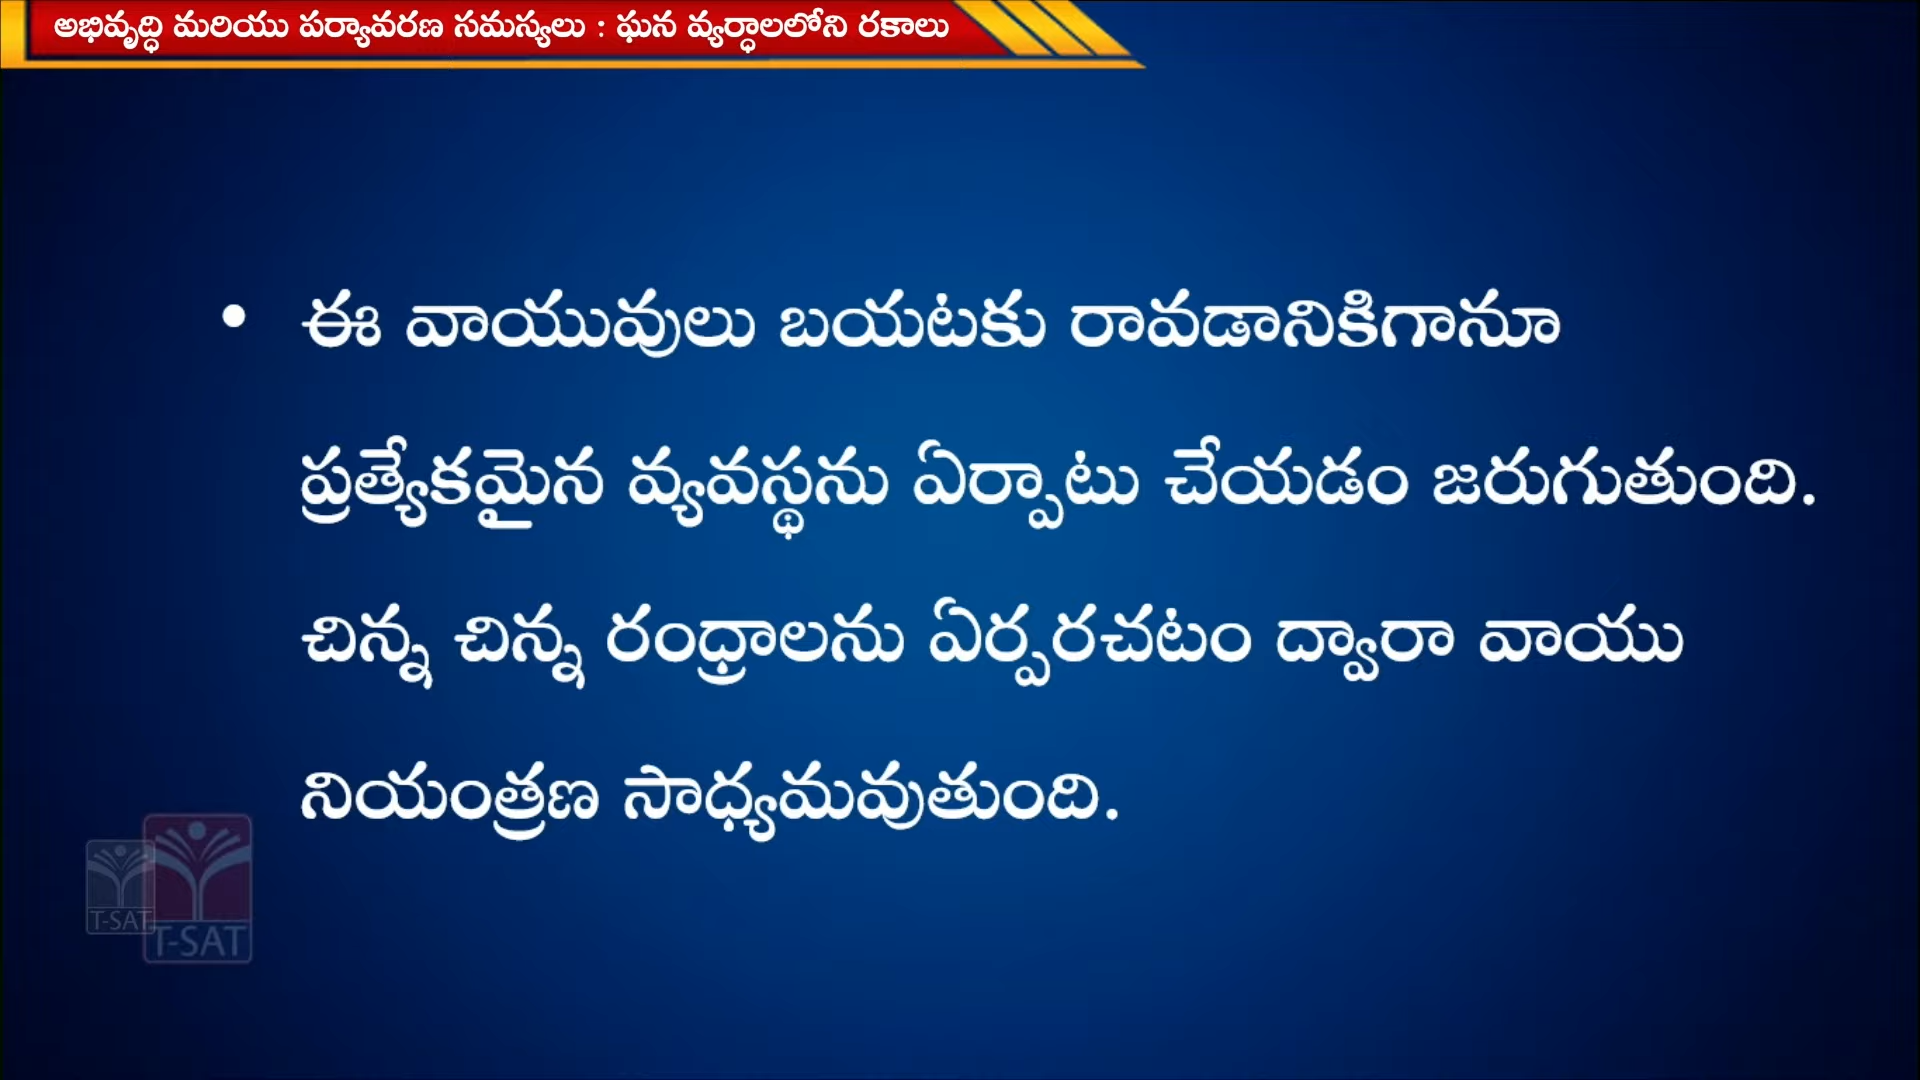 అభివృద్ధి మరియు పర్యావరణ సమస్యలు : ఘన వ్యర్ధాలలోని రకాలు
• ఈ వాయువులు బయటకు రావడానికిగానూ
ప్రత్యేకమైన వ్యవస్థను ఏర్పాటు చేయడం జరుగుతుంది.
చిన్న చిన్న రంధ్రాలను ఏర్పరచటం ద్వారా వాయు
నియంత్రణ సాధ్యమవుతుంది.
T-SAT
T-SAT